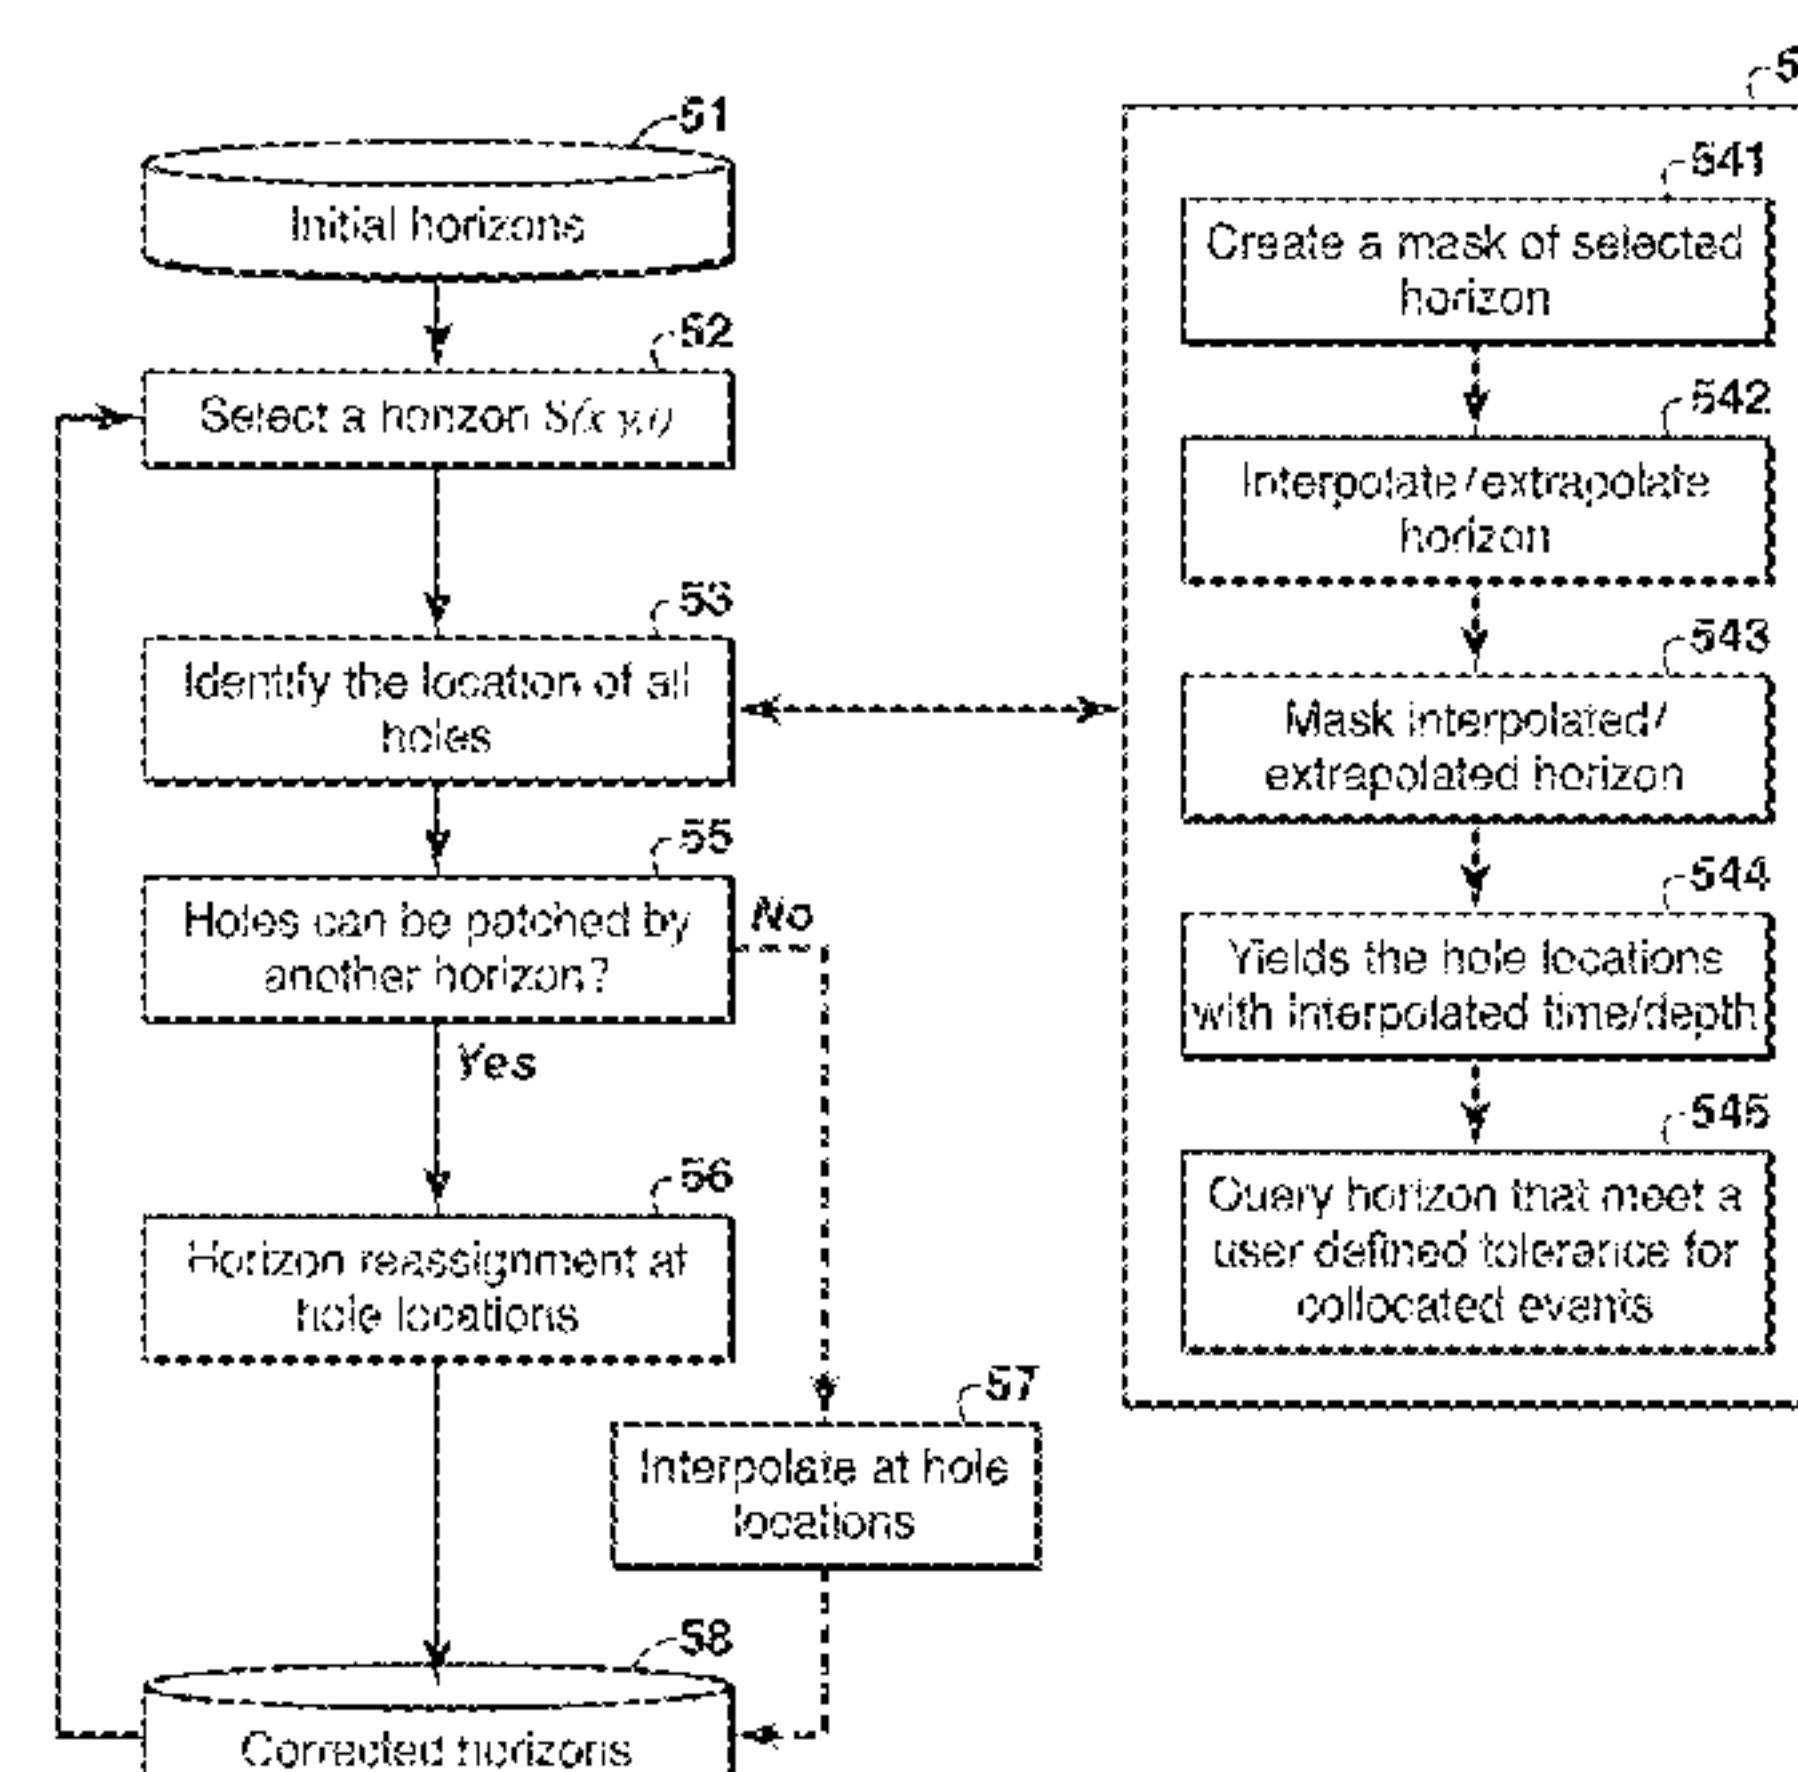 51
Initial horizons
52
Select a horizon S(x,y,t)
53
Identify the location of all
holes
55
Holes can be patched by
another horizon?
No
Yes
56
Horizon reassignment at
hole locations
57
Interpolate at hole
locations
58
Corrected horizons
541
Create a mask of selected
horizon
542
Interpolate/extrapolate
horizon
543
Mask interpolated/
extrapolated horizon
544
Yields the hole locations
with interpolated time/depth
545
Query horizon that meet a
user defined tolerance for
collocated events